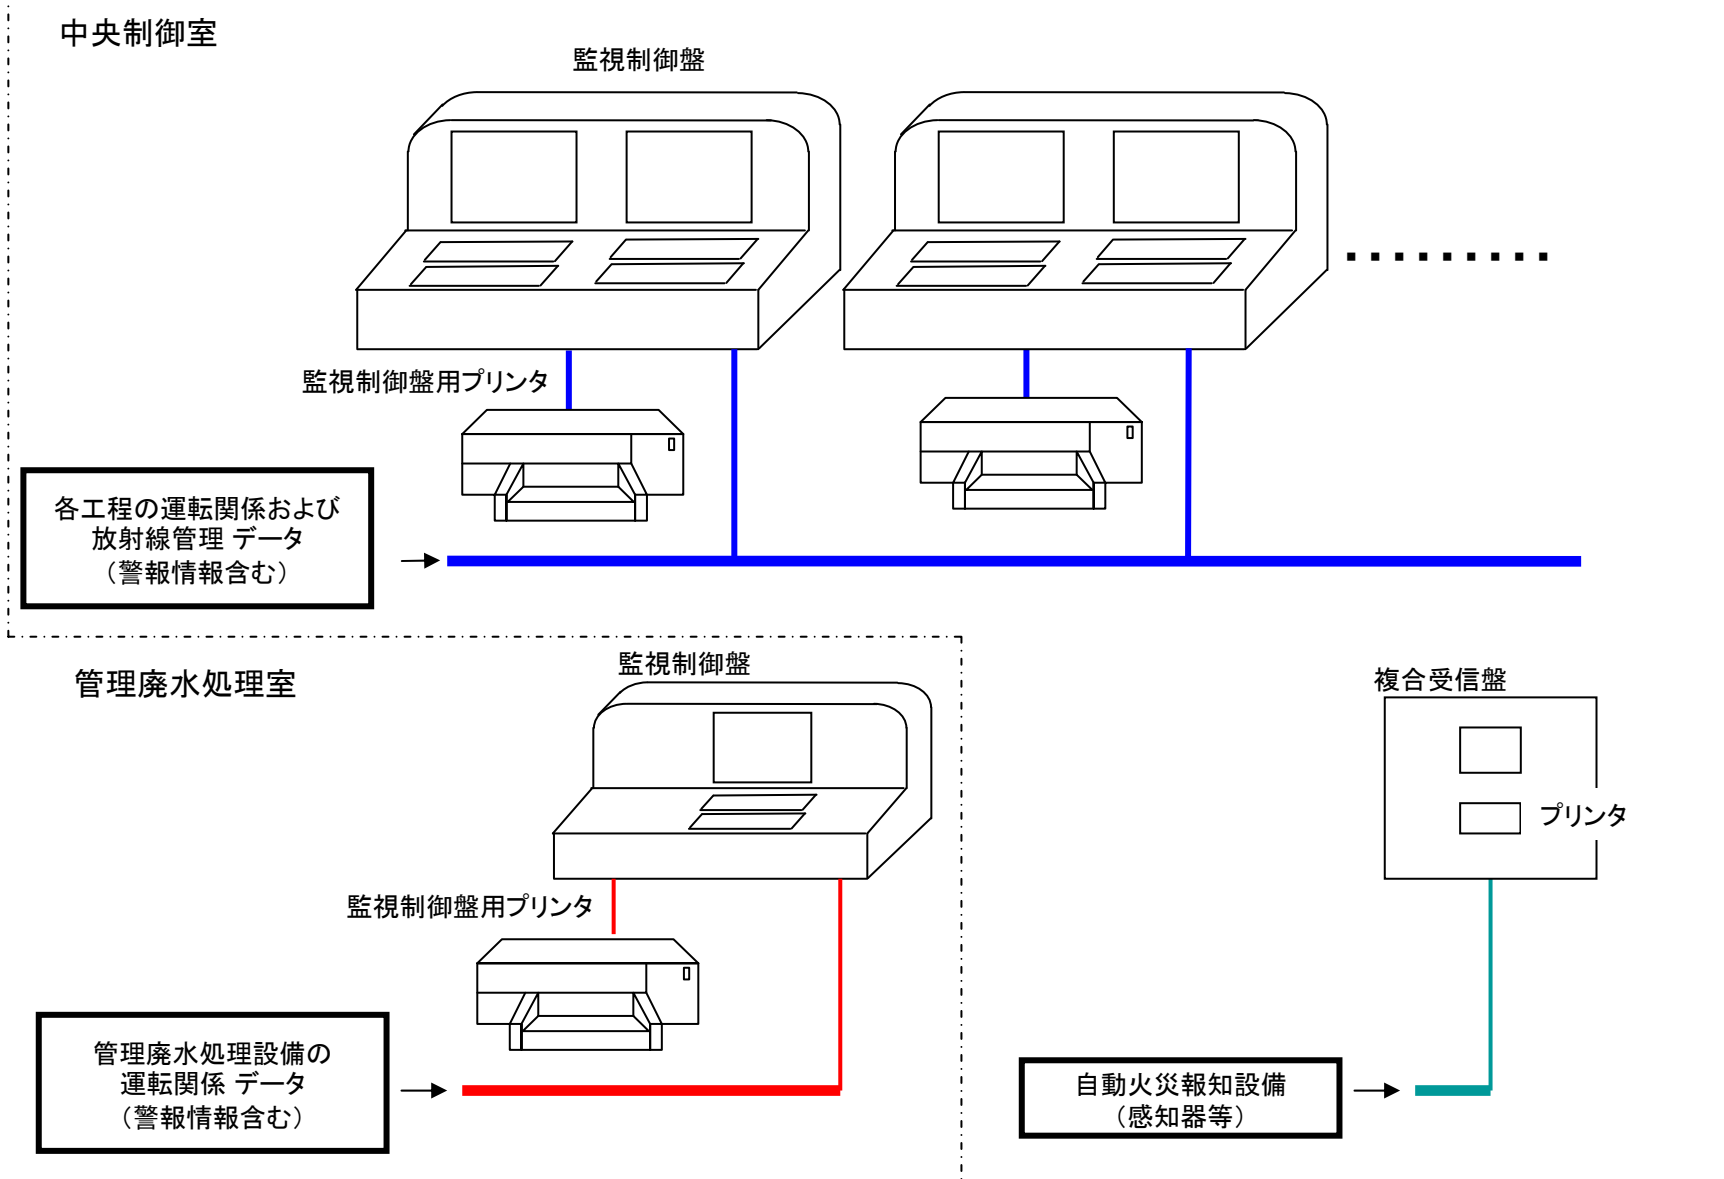 中央制御室
監視制御盤
監視制御盤用プリンタ
各工程の運転関係および
放射線管理 データ
（警報情報含む）
管理廃水処理室
監視制御盤
複合受信盤
プリンタ
監視制御盤用プリンタ
管理廃水処理設備の
運転関係 データ
（警報情報含む）
自動火災報知設備
（感知器等）